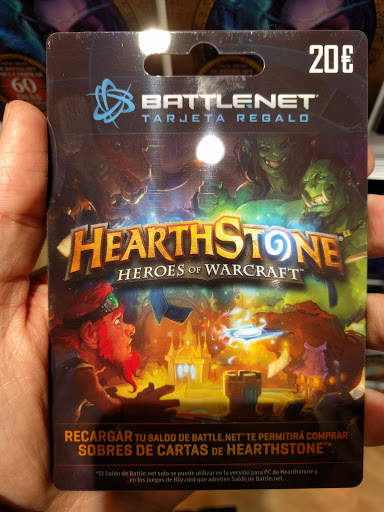 20€
BATTLE.NET®
TARJETA REGALO
60
HEARTHSTONE®
HEROES OF WARCRAFT™
RECARGAR TU SALDO DE BATTLE.NET® TE PERMITIRÁ COMPRAR
SOBRES DE CARTAS DE HEARTHSTONE™*.
*El Saldo de Battle.net solo se puede utilizar en la versión para PC de Hearthstone y
en los juegos de Blizzard que admiten Saldo de Battle.net.